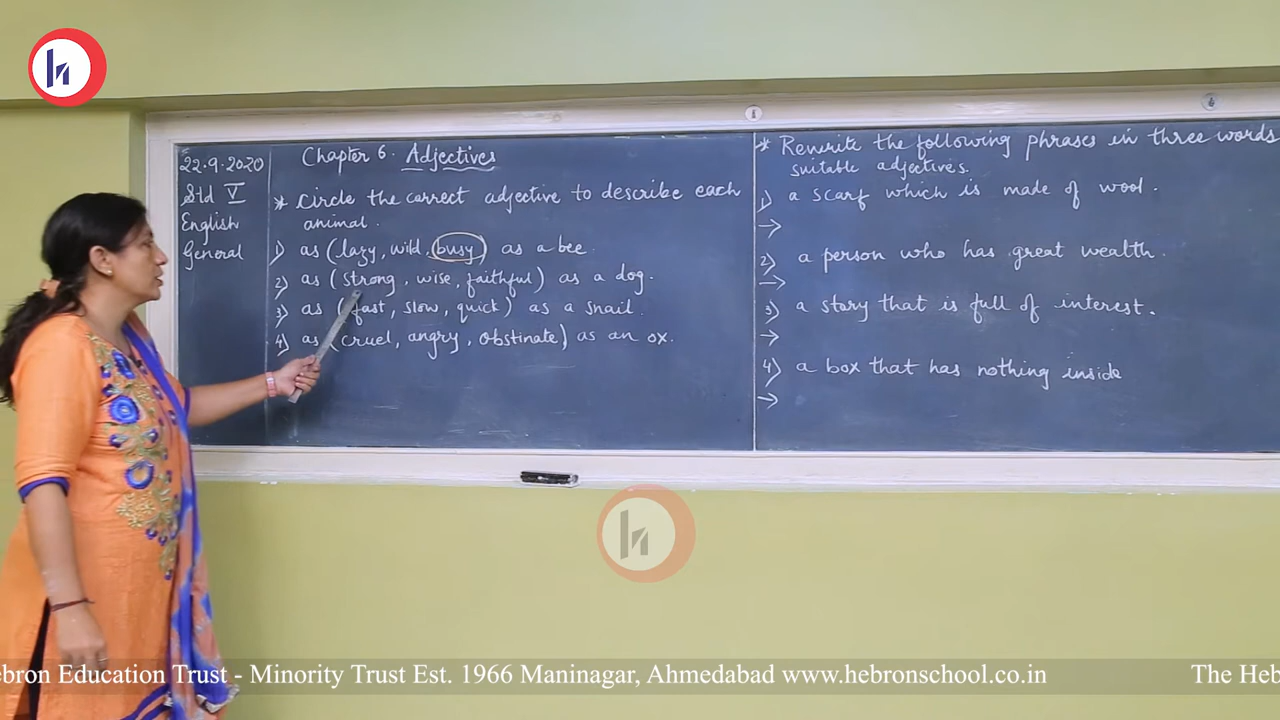 22.9.2020
Std V
English
General
Chapter 6. Adjectives
* Circle the correct adjective to describe each
animal.
1) as (lazy, wild, busy) as a bee.
2) as (strong, wise, faithful) as a dog.
3) as (fast, slow, quick) as a snail.
4) as (cruel, angry, obstinate) as an ox.
* Rewrite the following phrases in three words
suitable adjectives.
1) a scarf which is made of wool.
→
2) a person who has great wealth.
→
3) a story that is full of interest.
→
4) a box that has nothing inside
→
ebron Education Trust - Minority Trust Est. 1966 Maninagar, Ahmedabad www.hebronschool.co.in The Heb